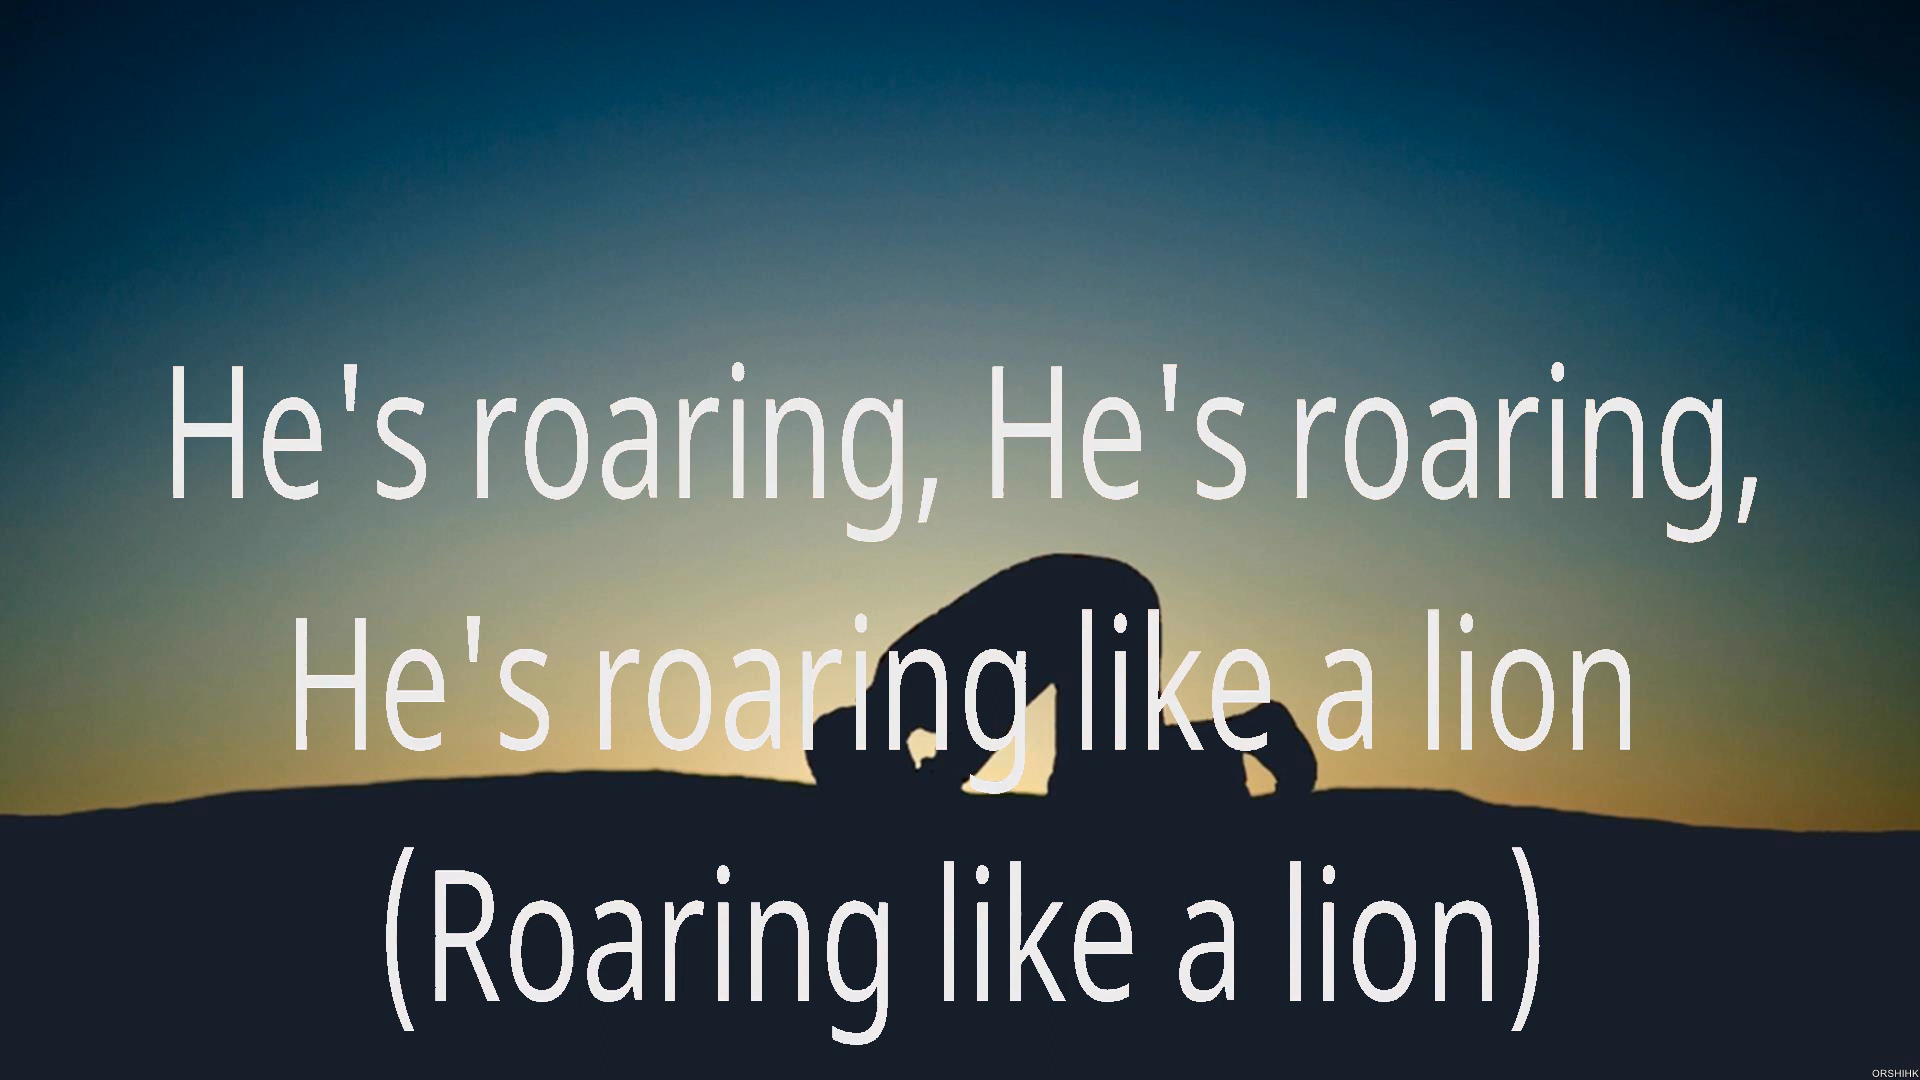 He's roaring, He's roaring,
He's roaring like a lion
(Roaring like a lion)
ORSHIHK